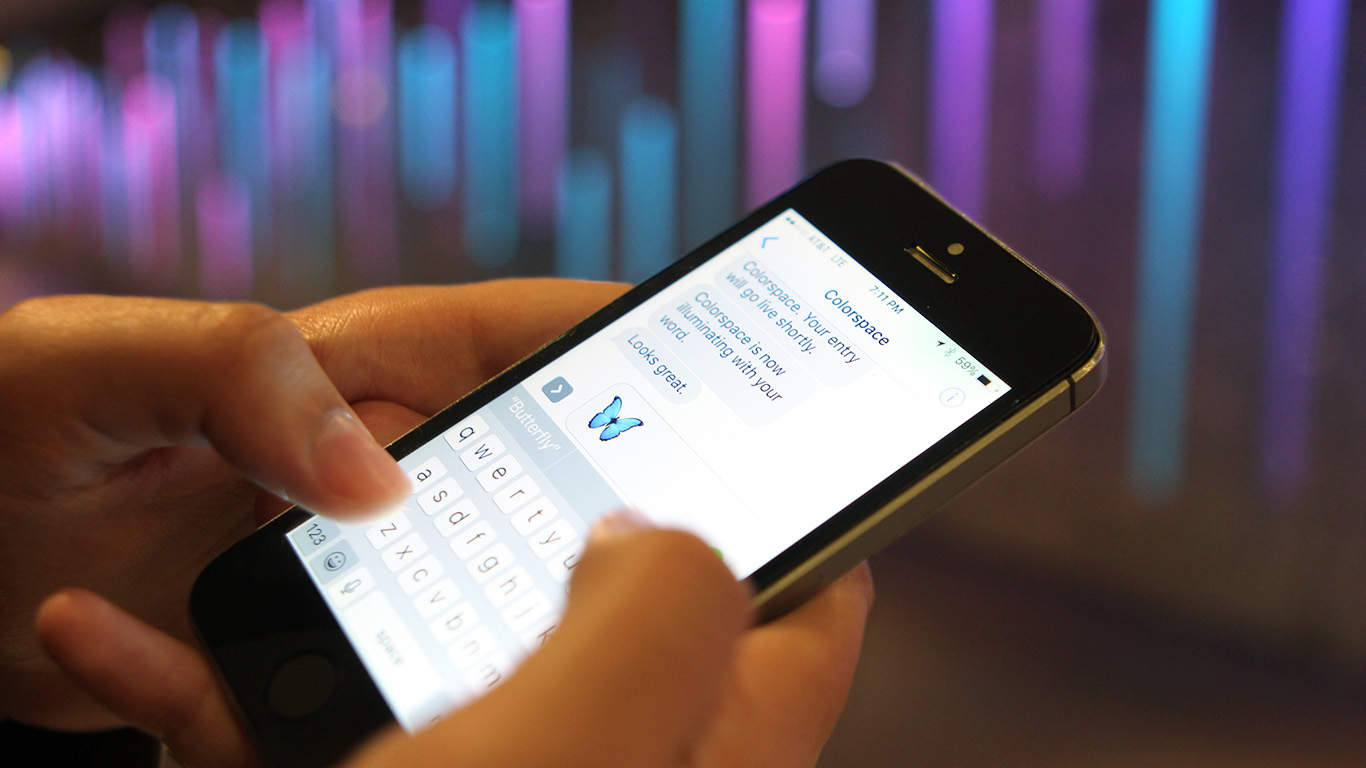 AT&T LTE
7:11 PM
59%
Colorspace
Colorspace. Your entry
will go live shortly.
Colorspace is now
illuminating with your
word.
Looks great.
"Butterfly"
q w e r t y u
a s d f g h j k
z x c v b n m
123
space